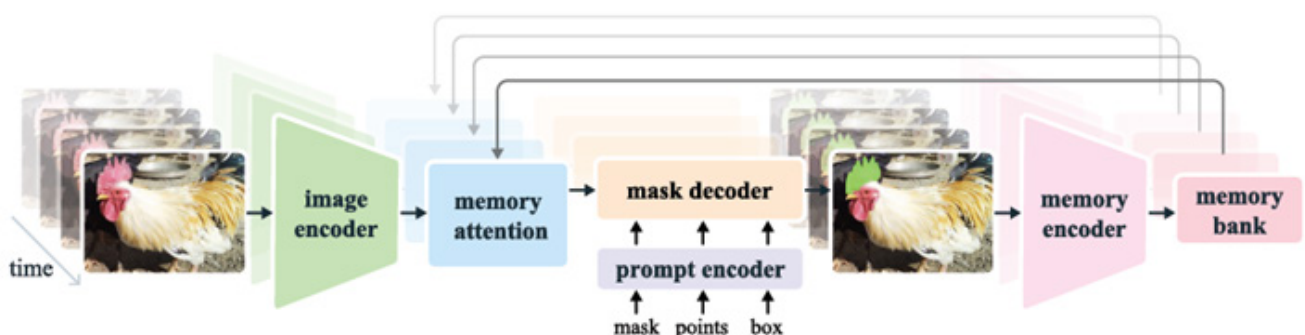 time
image
encoder
memory
attention
mask decoder
prompt encoder
mask points box
memory
encoder
memory
bank